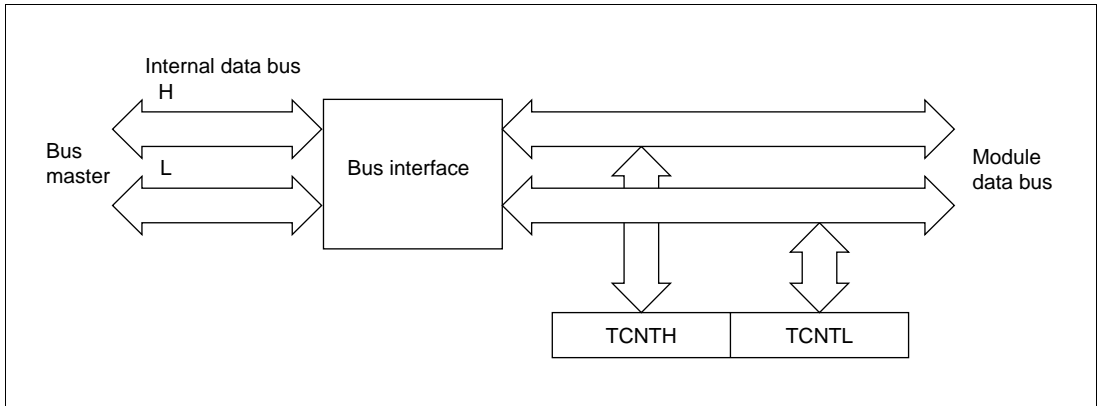 Internal data bus
H
Bus
master
L
Bus interface
Module
data bus
TCNTH
TCNTL